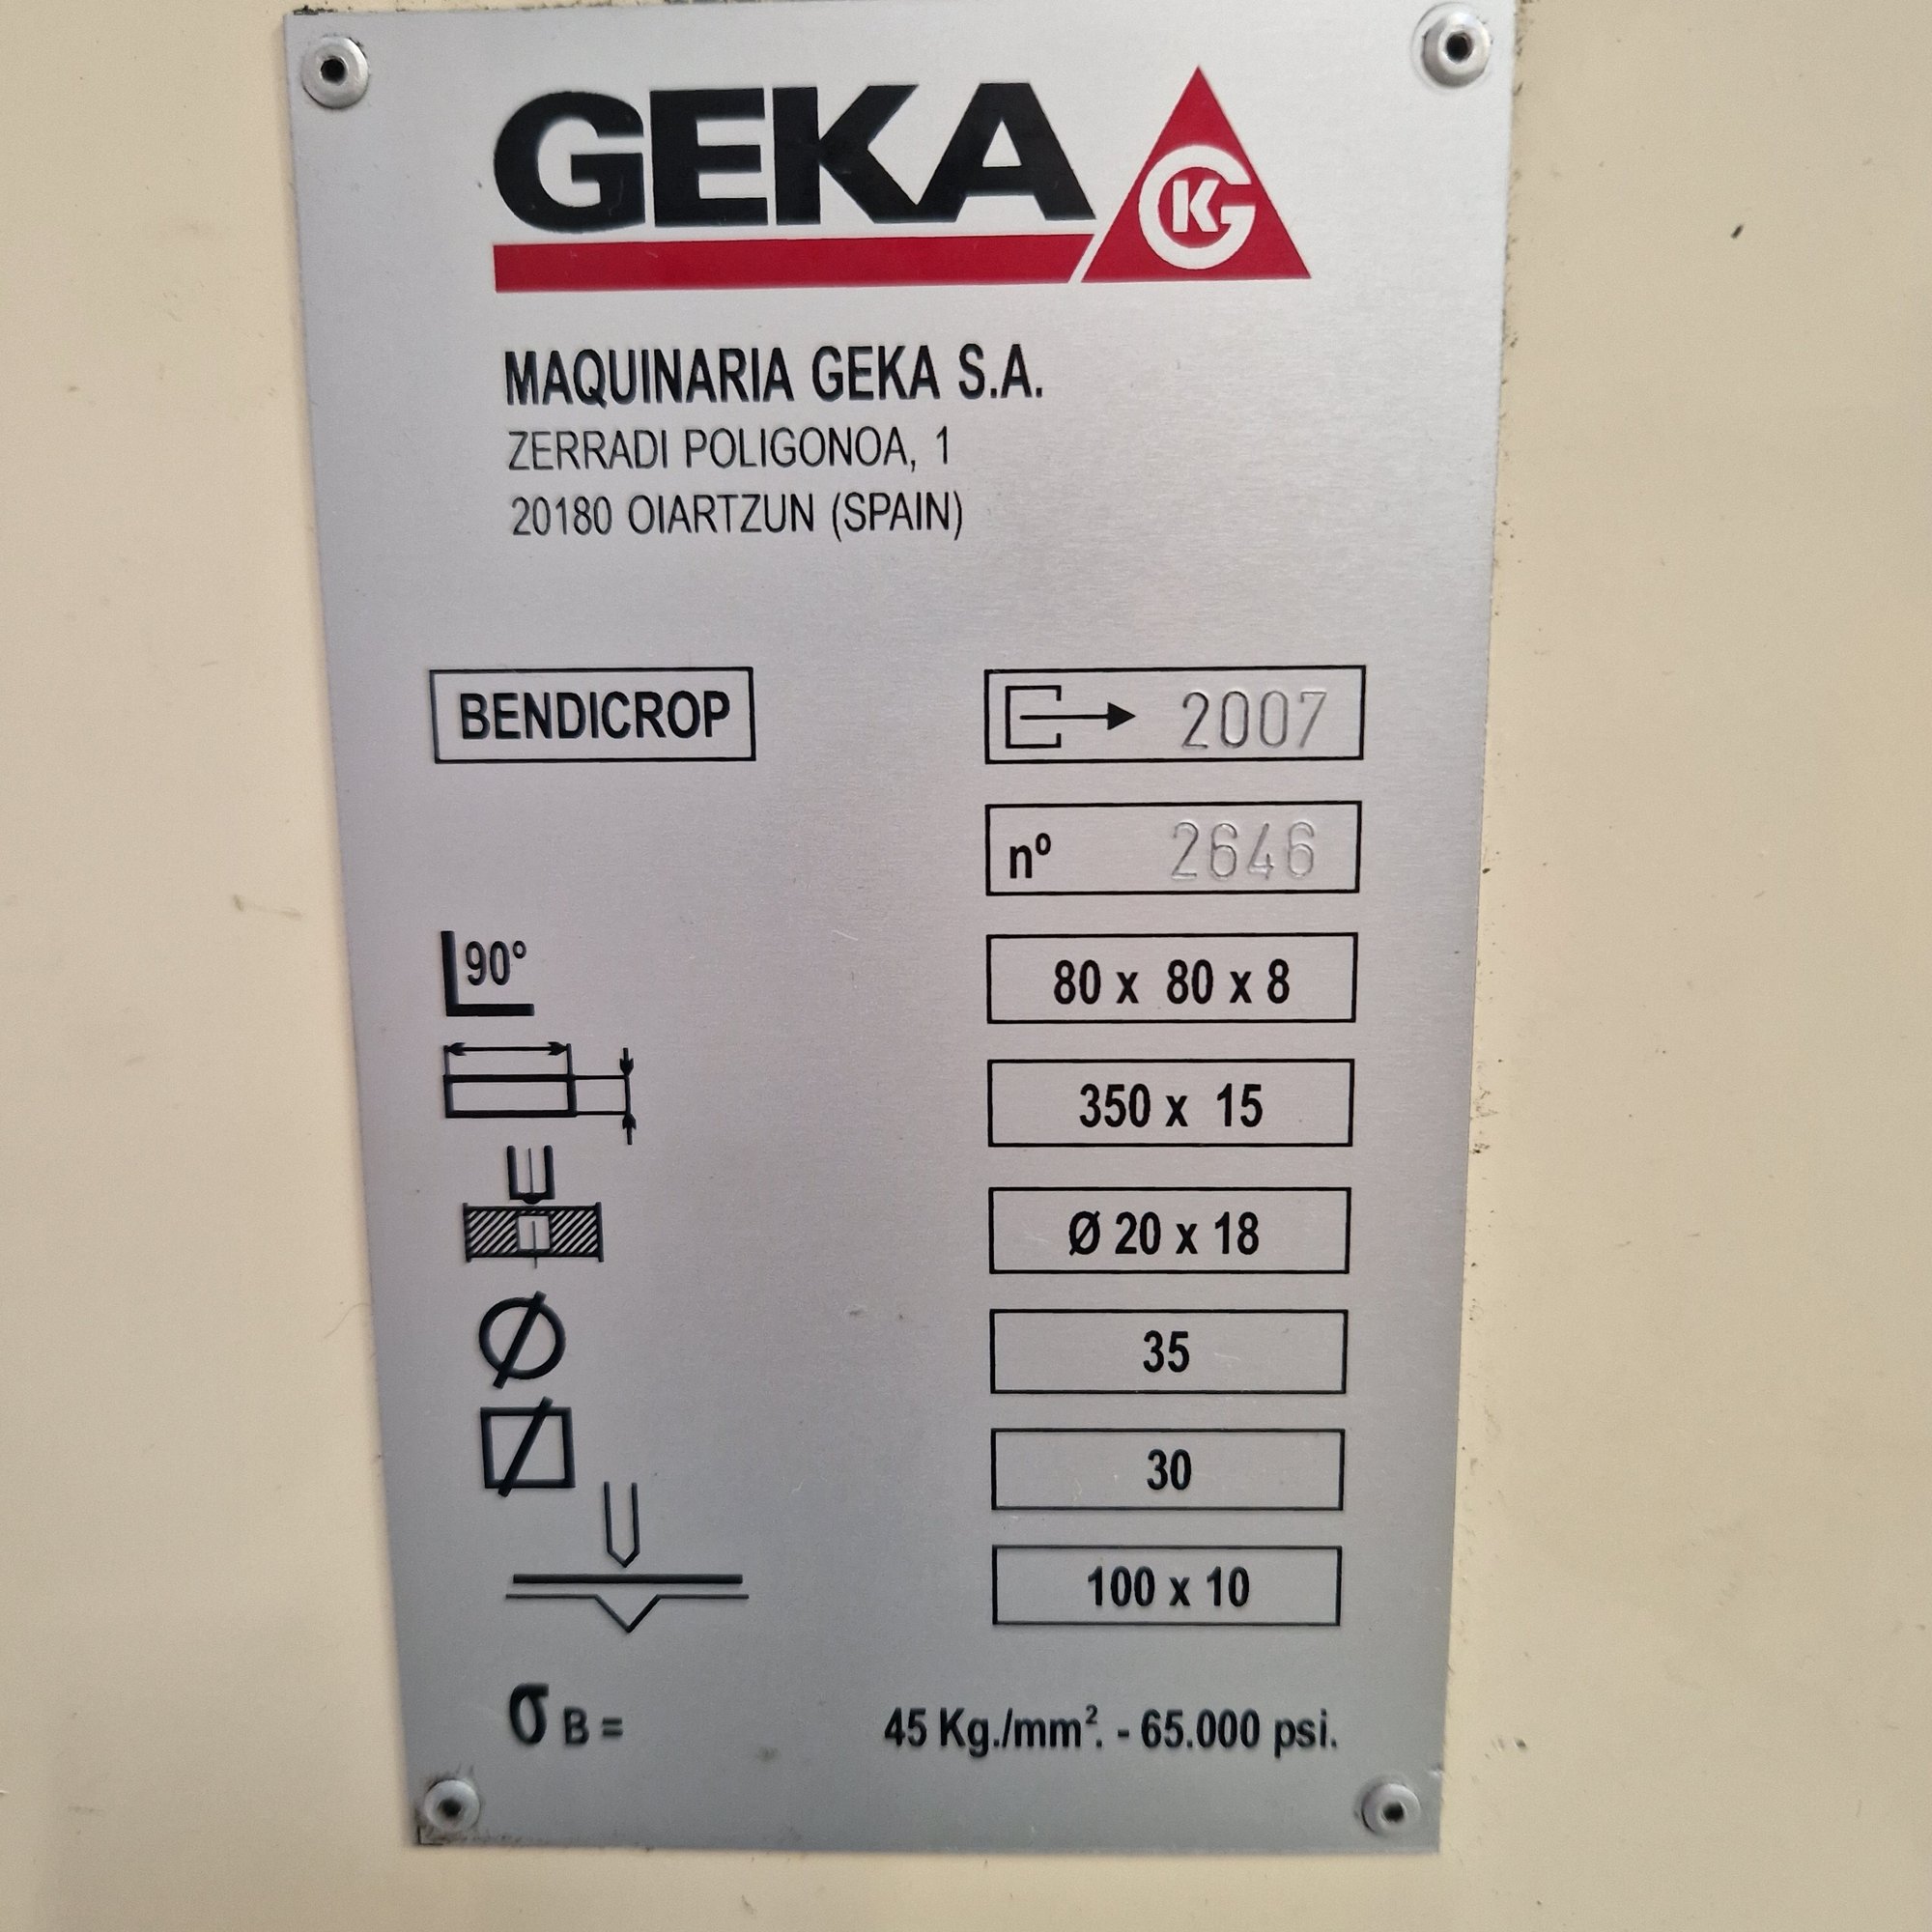 GEKA
GK
MAQUINARIA GEKA S.A.
ZERRADI POLIGONOA, 1
20180 OIARTZUN (SPAIN)
BENDICROP 2007
nº 2646
90° 80 x 80 x 8
350 x 15
Ø 20 x 18
Ø 35
30
100 x 10
σ B = 45 Kg./mm². - 65.000 psi.